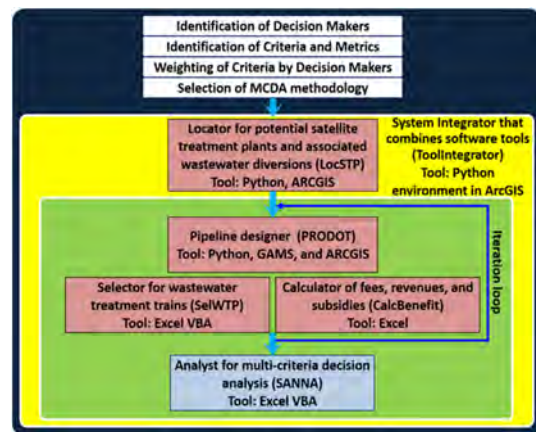 Identification of Decision Makers
Identification of Criteria and Metrics
Weighting of Criteria by Decision Makers
Selection of MCDA methodology
Locator for potential satellite
treatment plants and associated
wastewater diversions (LocSTP)
Tool: Python, ARCGIS
System Integrator that
combines software tools
(ToolIntegrator)
Tool: Python
environment in ArcGIS
Pipeline designer (PRODOT)
Tool: Python, GAMS, and ARCGIS
Iteration loop
Selector for wastewater
treatment trains (SelWTP)
Tool: Excel VBA
Calculator of fees, revenues, and
subsidies (CalcBenefit)
Tool: Excel
Analyst for multi-criteria decision
analysis (SANNA)
Tool: Excel VBA